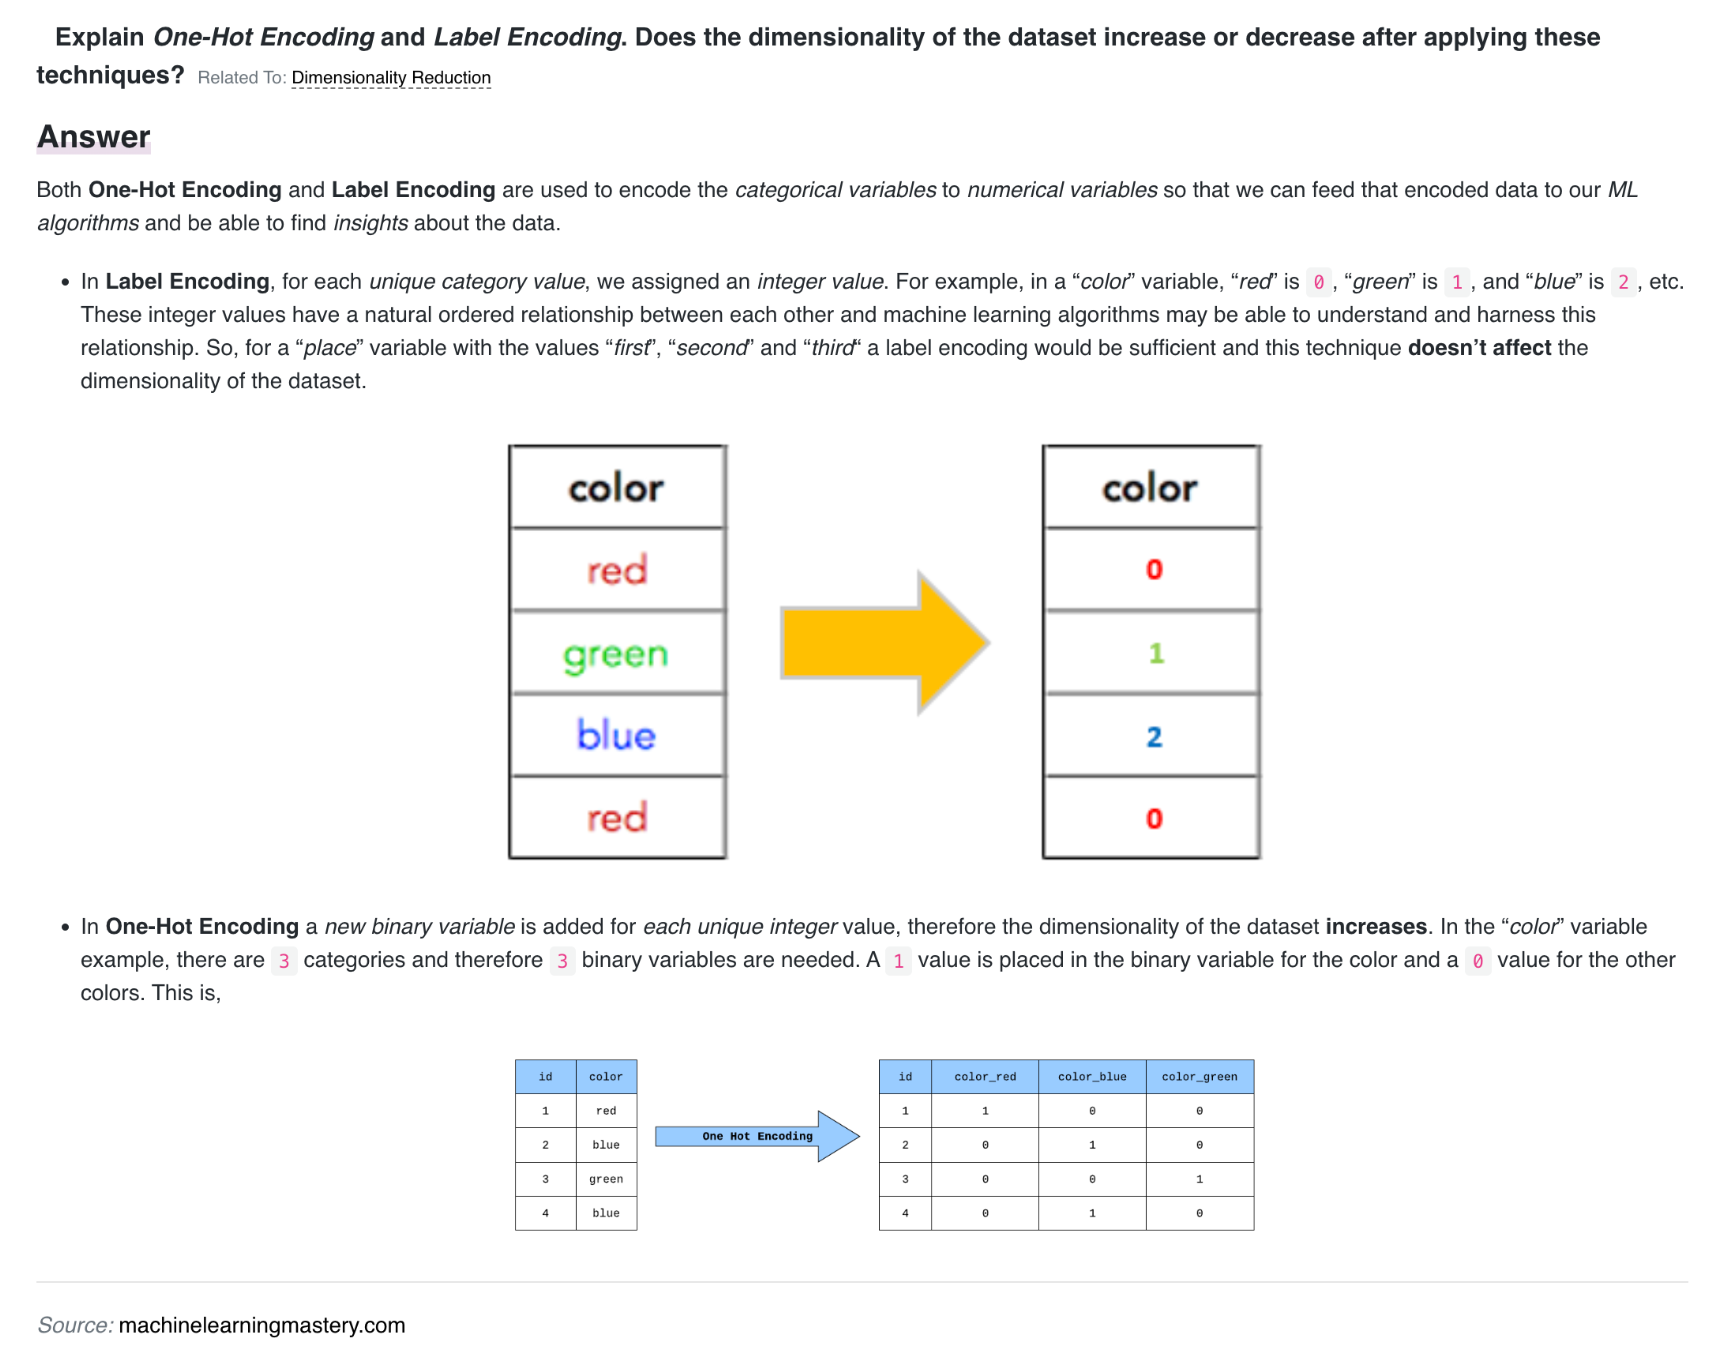 Explain One-Hot Encoding and Label Encoding. Does the dimensionality of the dataset increase or decrease after applying these
techniques? Related To: Dimensionality Reduction
Answer
Both One-Hot Encoding and Label Encoding are used to encode the categorical variables to numerical variables so that we can feed that encoded data to our ML
algorithms and be able to find insights about the data.
• In Label Encoding, for each unique category value, we assigned an integer value. For example, in a “color” variable, “red” is 0 , “green” is 1 , and “blue” is 2 , etc.
These integer values have a natural ordered relationship between each other and machine learning algorithms may be able to understand and harness this
relationship. So, for a “place” variable with the values “first”, “second” and “third“ a label encoding would be sufficient and this technique doesn’t affect the
dimensionality of the dataset.
color color
red 0
green 1
blue 2
red 0
• In One-Hot Encoding a new binary variable is added for each unique integer value, therefore the dimensionality of the dataset increases. In the “color” variable
example, there are 3 categories and therefore 3 binary variables are needed. A 1 value is placed in the binary variable for the color and a 0 value for the other
colors. This is,
id color id color_red color_blue color_green
1 red 1 1 0 0
One Hot Encoding
2 blue 2 0 1 0
3 green 3 0 0 1
4 blue 4 0 1 0
Source: machinelearningmastery.com